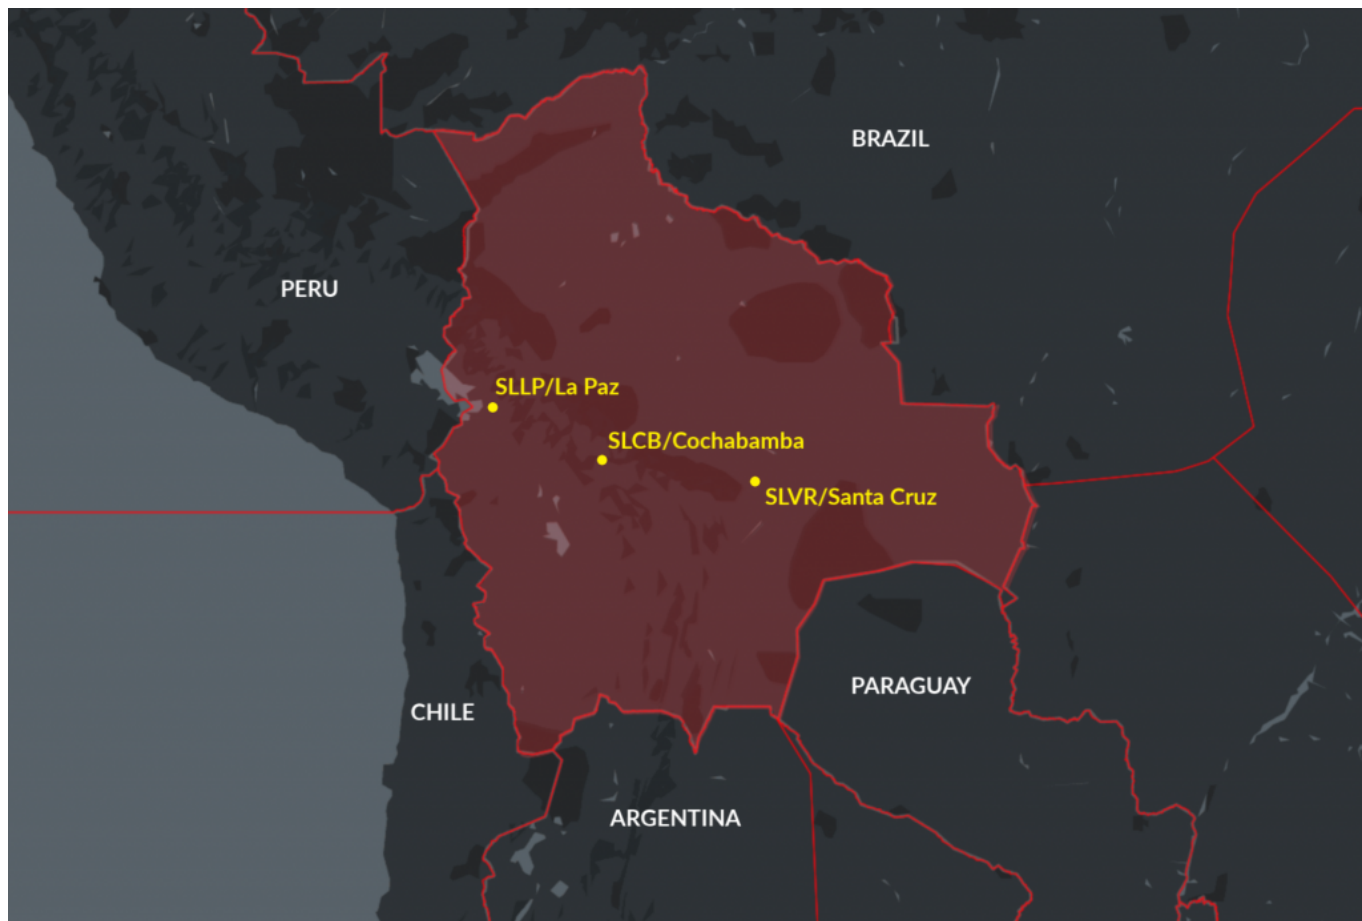 BRAZIL
PERU
SLLP/La Paz
SLCB/Cochabamba
SLVR/Santa Cruz
PARAGUAY
CHILE
ARGENTINA